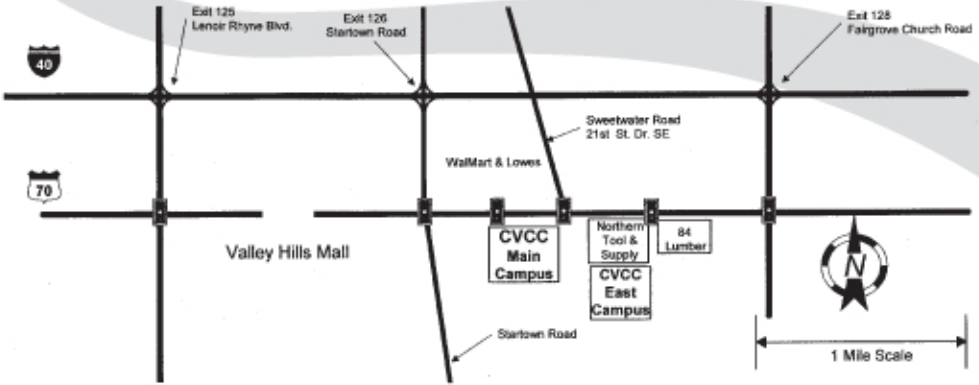 Exit 125
Lenoir Rhyne Blvd.
Exit 126
Startown Road
Exit 128
Fairgrove Church Road
40
Sweetwater Road
21st St. Dr. SE
WalMart & Lowes
70
Valley Hills Mall
CVCC
Main
Campus
Northern
Tool &
Supply
84
Lumber
CVCC
East
Campus
N
Startown Road
1 Mile Scale